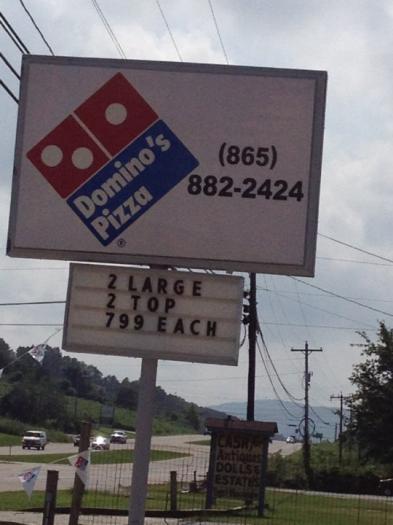 Domino's
Pizza
®
(865)
882-2424
2 LARGE
2 TOP
799 EACH
CASH
Antiques
DOLLS
ESTATES